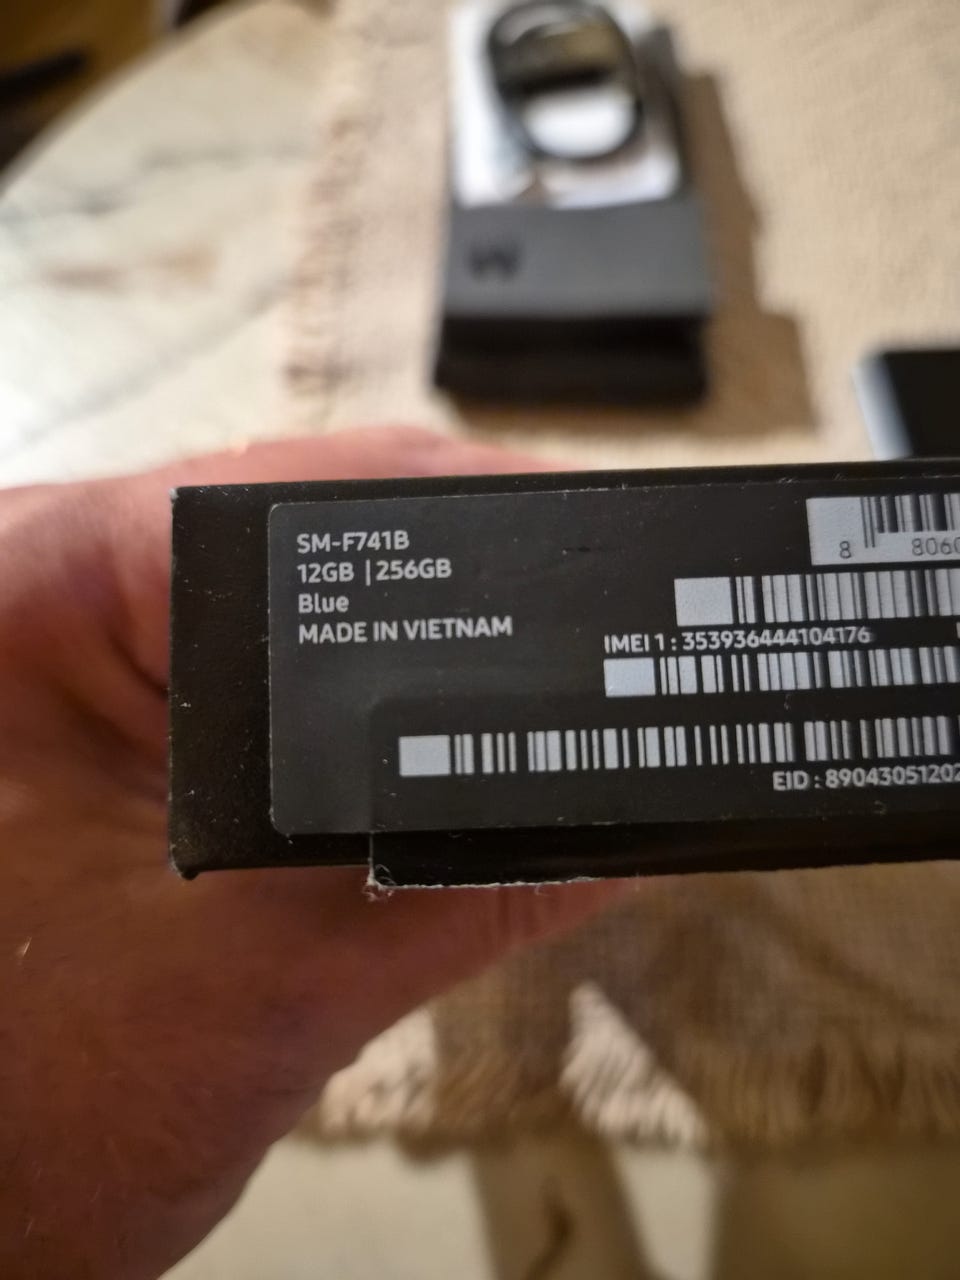 SM-F741B
12GB | 256GB
Blue
MADE IN VIETNAM
8 8060
IMEI 1 : 353936444104176
EID : 89043051202